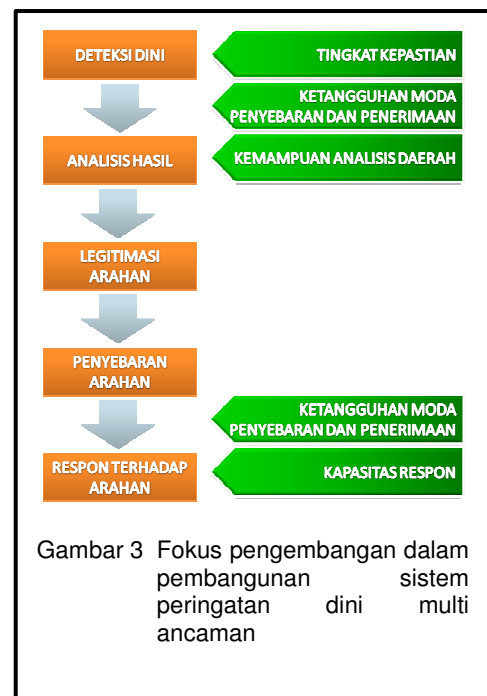 DETEKSI DINI
TINGKAT KEPASTIAN
KETANGGUHAN MODA
PENYEBARAN DAN PENERIMAAN
ANALISIS HASIL
KEMAMPUAN ANALISIS DAERAH
LEGITIMASI
ARAHAN
PENYEBARAN
ARAHAN
KETANGGUHAN MODA
PENYEBARAN DAN PENERIMAAN
RESPON TERHADAP
ARAHAN
KAPASITAS RESPON
Gambar 3 Fokus pengembangan dalam
pembangunan sistem
peringatan dini multi
ancaman